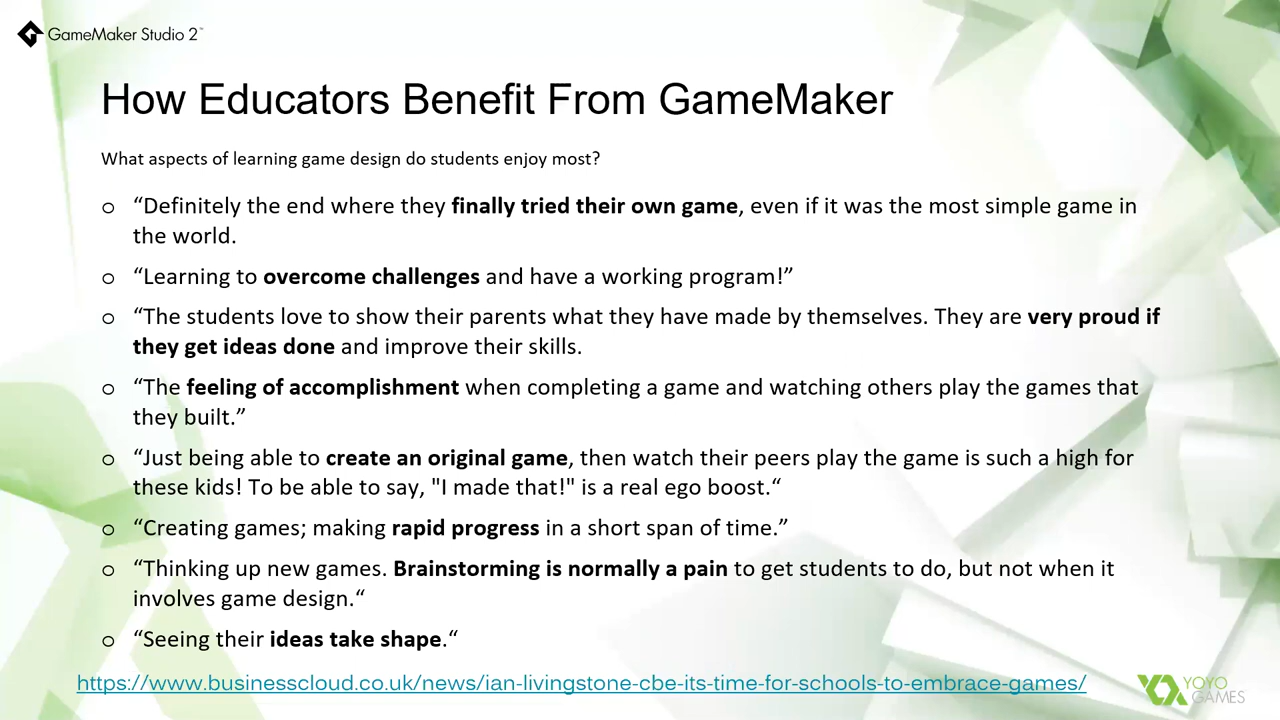 GameMaker Studio 2™
How Educators Benefit From GameMaker
What aspects of learning game design do students enjoy most?
o “Definitely the end where they finally tried their own game, even if it was the most simple game in
the world.
o “Learning to overcome challenges and have a working program!”
o “The students love to show their parents what they have made by themselves. They are very proud if
they get ideas done and improve their skills.
o “The feeling of accomplishment when completing a game and watching others play the games that
they built.”
o “Just being able to create an original game, then watch their peers play the game is such a high for
these kids! To be able to say, "I made that!" is a real ego boost.“
o “Creating games; making rapid progress in a short span of time.”
o “Thinking up new games. Brainstorming is normally a pain to get students to do, but not when it
involves game design.“
o “Seeing their ideas take shape.“
https://www.businesscloud.co.uk/news/ian-livingstone-cbe-its-time-for-schools-to-embrace-games/
YOYO
GAMES